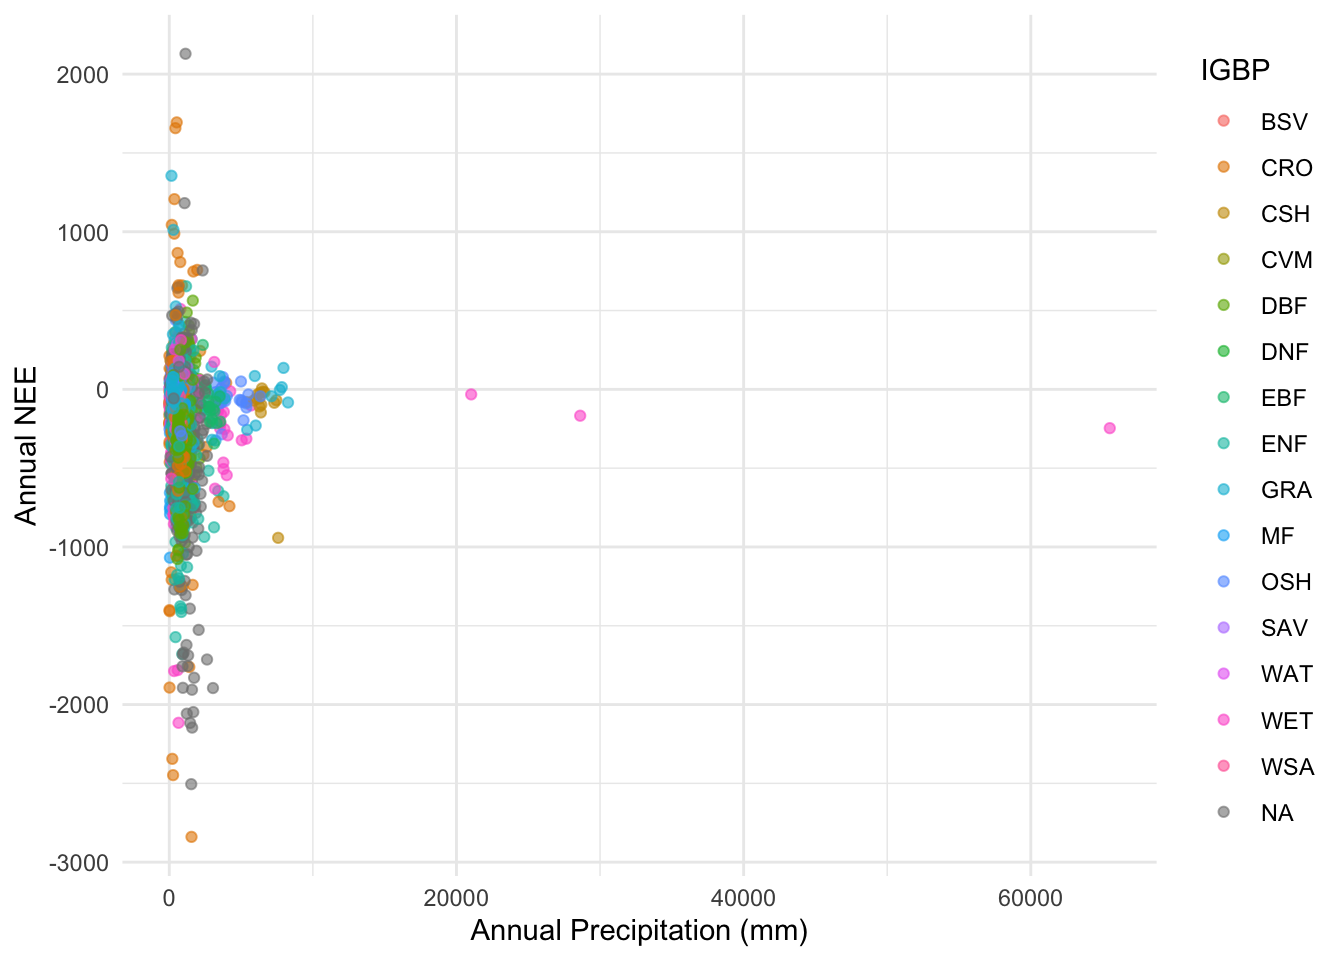 2000
1000
0
-1000
-2000
-3000
Annual NEE
0
20000
40000
60000
Annual Precipitation (mm)
IGBP
BSV
CRO
CSH
CVM
DBF
DNF
EBF
ENF
GRA
MF
OSH
SAV
WAT
WET
WSA
NA